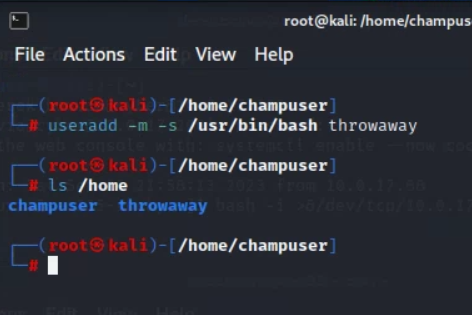 root@kali: /home/champuse
File Actions Edit View Help
┌──(root㉿kali)-[/home/champuser]
└─# useradd -m -s /usr/bin/bash throwaway
┌──(root㉿kali)-[/home/champuser]
└─# ls /home
champuser throwaway
┌──(root㉿kali)-[/home/champuser]
└─#